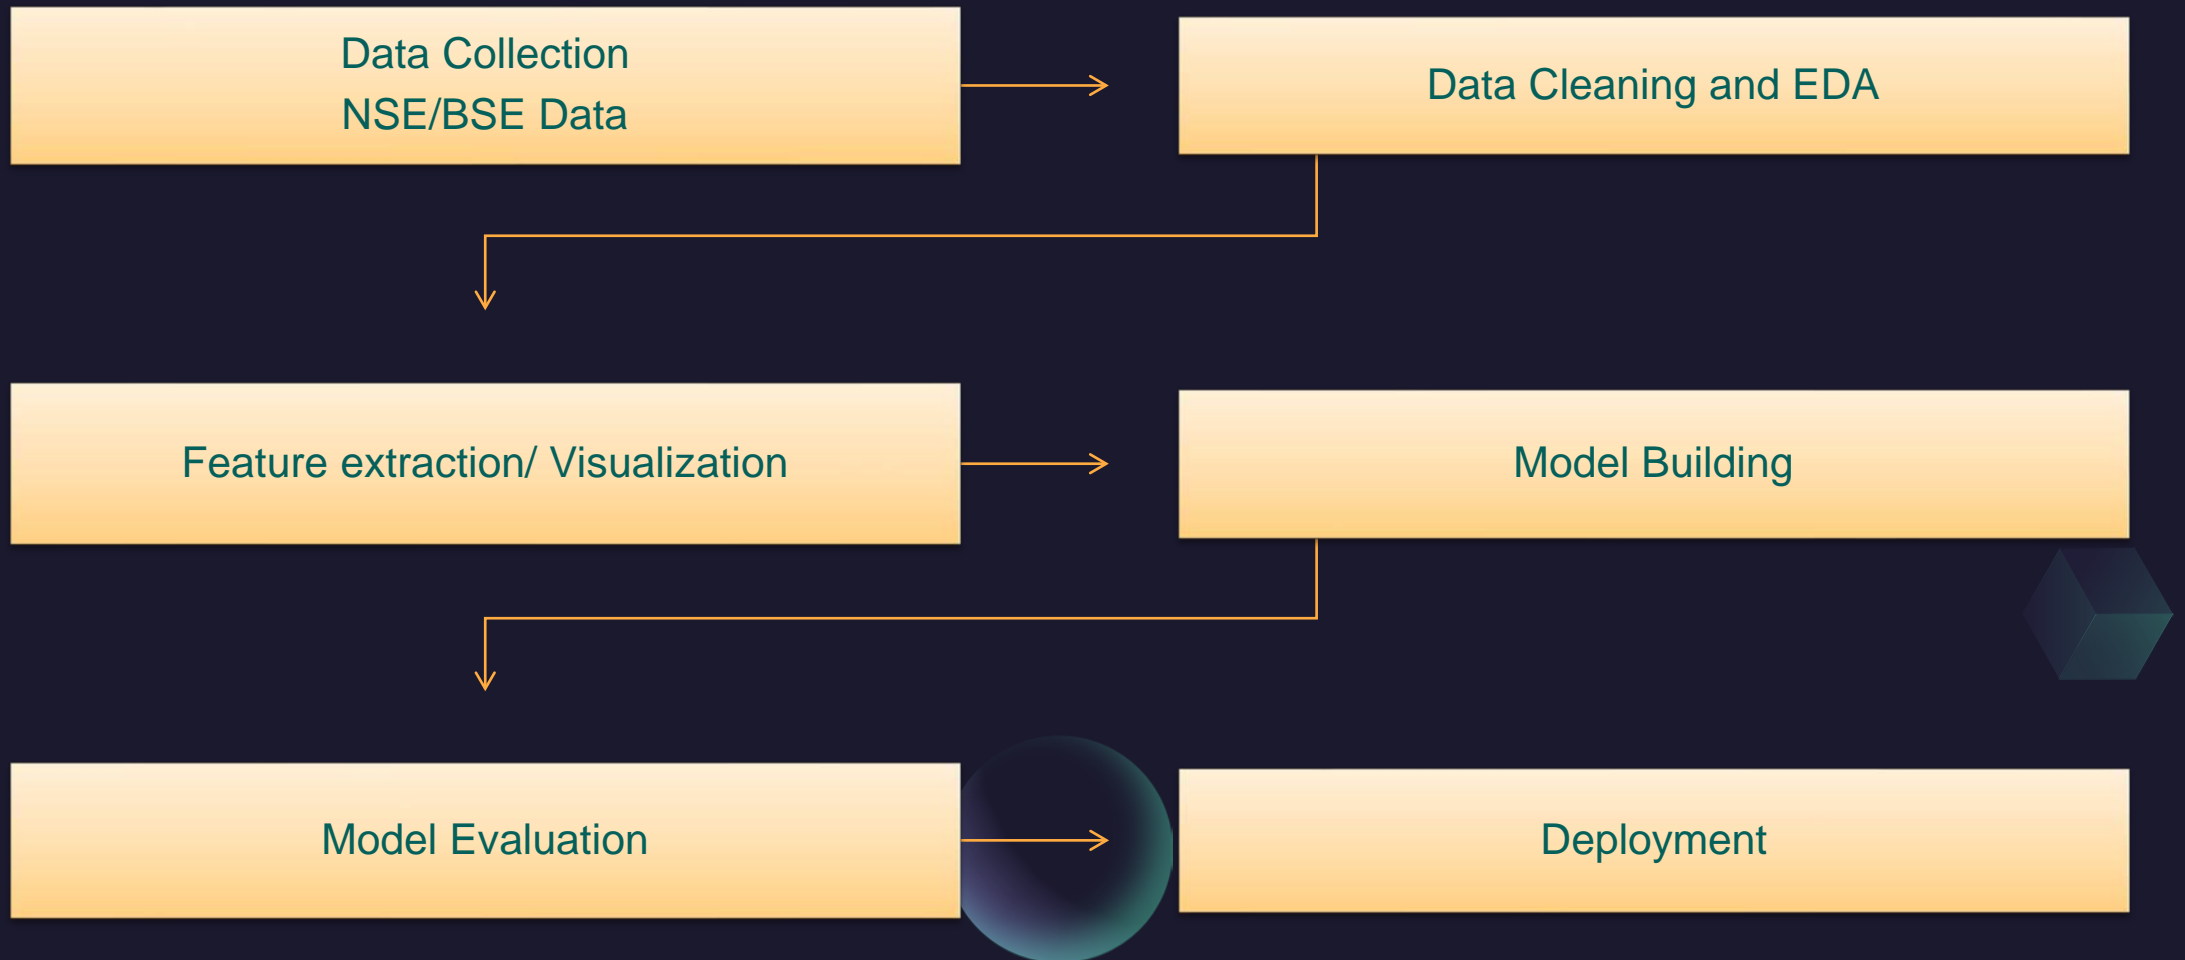 Data Collection
NSE/BSE Data
Data Cleaning and EDA
Feature extraction/ Visualization
Model Building
Model Evaluation
Deployment